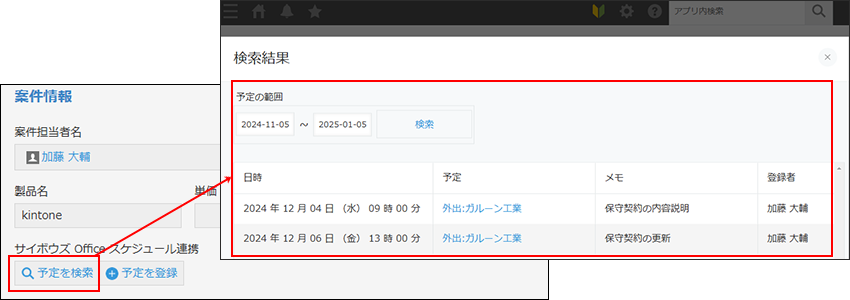 アプリ内検索
検索結果
×
予定の範囲
2024-11-05 ～ 2025-01-05 検索
日時 予定 メモ 登録者
2024 年 12 月 04 日 （水） 09 時 00 分 外出:ガルーン工業 保守契約の内容説明 加藤 大輔
2024 年 12 月 06 日 （金） 13 時 00 分 外出:ガルーン工業 保守契約の更新 加藤 大輔
案件情報
案件担当者名
加藤 大輔
製品名 単価
kintone
サイボウズ Office スケジュール連携
予定を検索 予定を登録